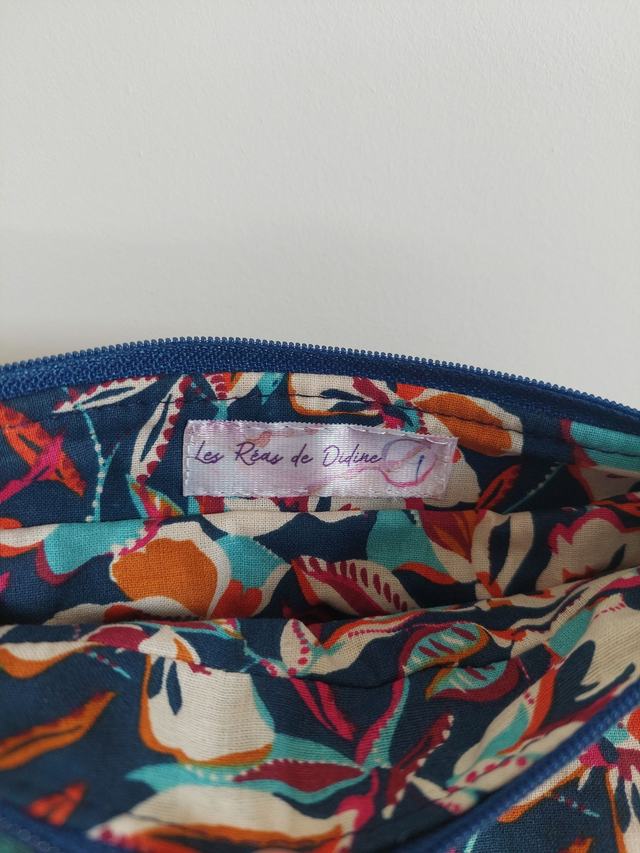 Les Réas de Didine